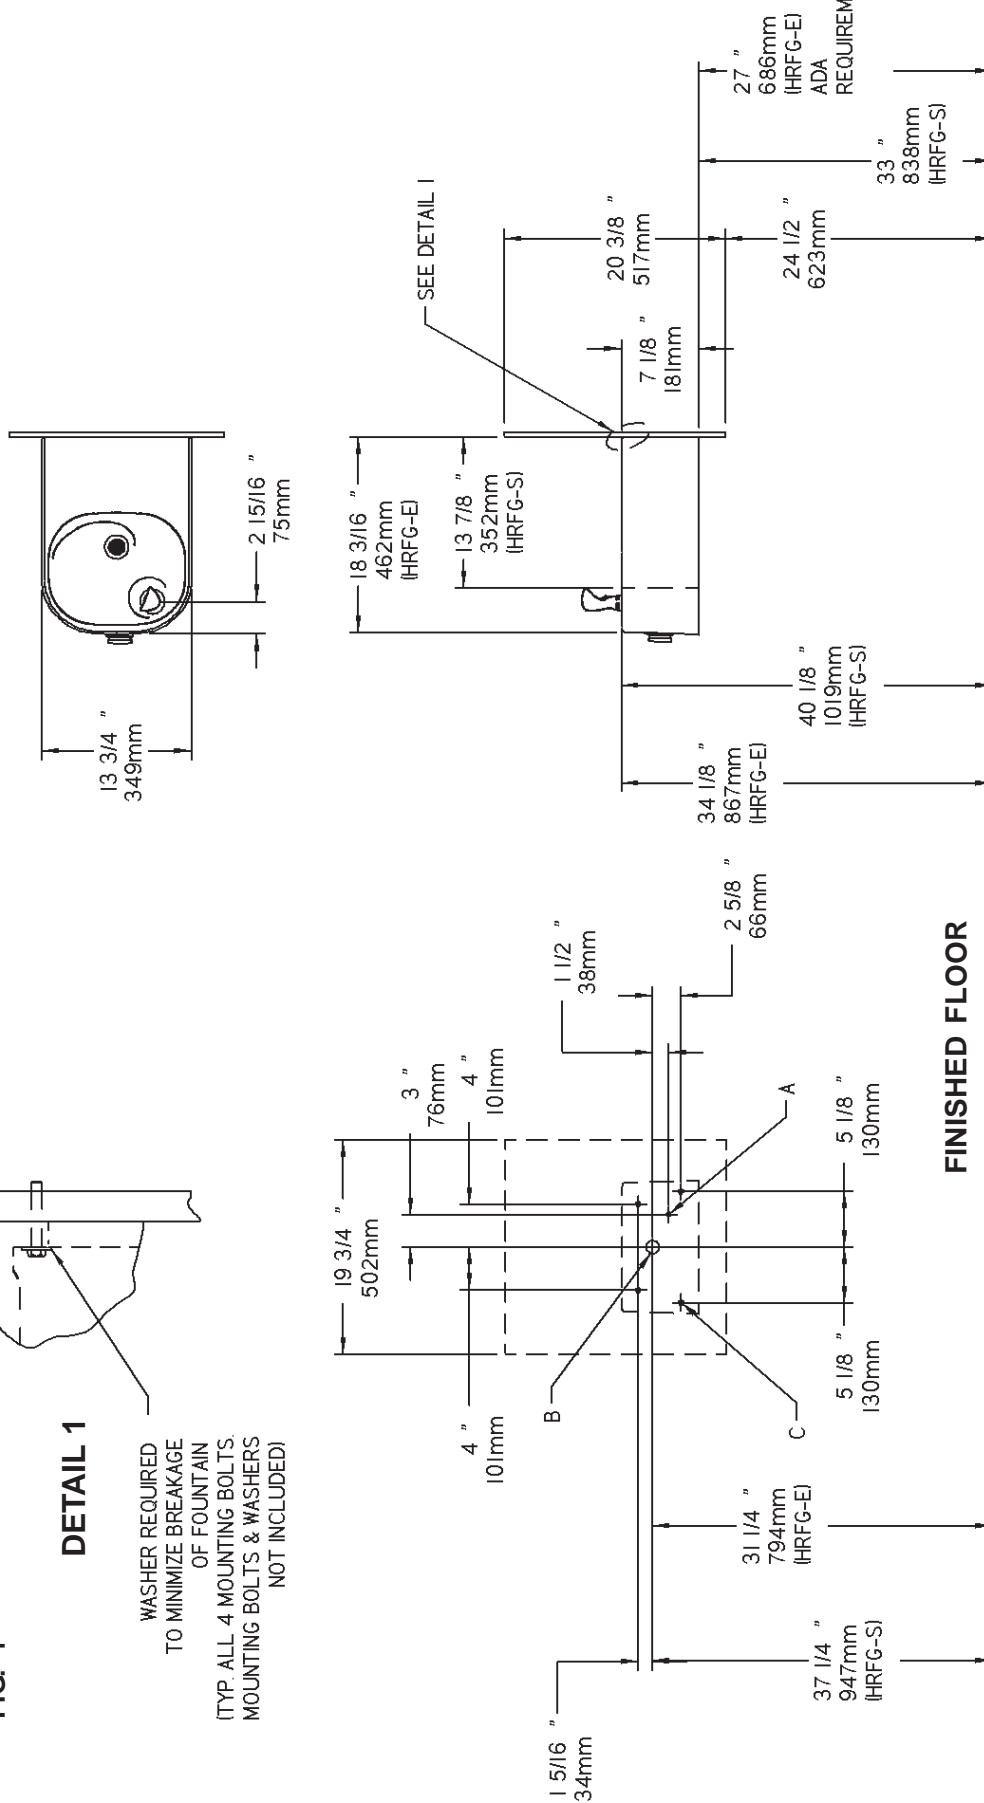 FIG. 1
DETAIL 1
WASHER REQUIRED
TO MINIMIZE BREAKAGE
OF FOUNTAIN
(TYP. ALL 4 MOUNTING BOLTS.
MOUNTING BOLTS & WASHERS
NOT INCLUDED)
13 3/4 "
349mm
2 15/16 "
75mm
18 3/16 "
462mm
(HRFG-E)
13 7/8 "
352mm
(HRFG-S)
SEE DETAIL 1
20 3/8 "
517mm
7 1/8 "
181mm
24 1/2 "
623mm
27 "
686mm
(HRFG-E)
ADA
REQUIREM
33 "
838mm
(HRFG-S)
40 1/8 "
1019mm
(HRFG-S)
34 1/8 "
867mm
(HRFG-E)
19 3/4 "
502mm
4 "
101mm
3 "
76mm
4 "
101mm
1 1/2 "
38mm
2 5/8 "
66mm
B
A
C
5 1/8 "
130mm
5 1/8 "
130mm
31 1/4 "
794mm
(HRFG-E)
37 1/4 "
947mm
(HRFG-S)
1 5/16 "
34mm
FINISHED FLOOR